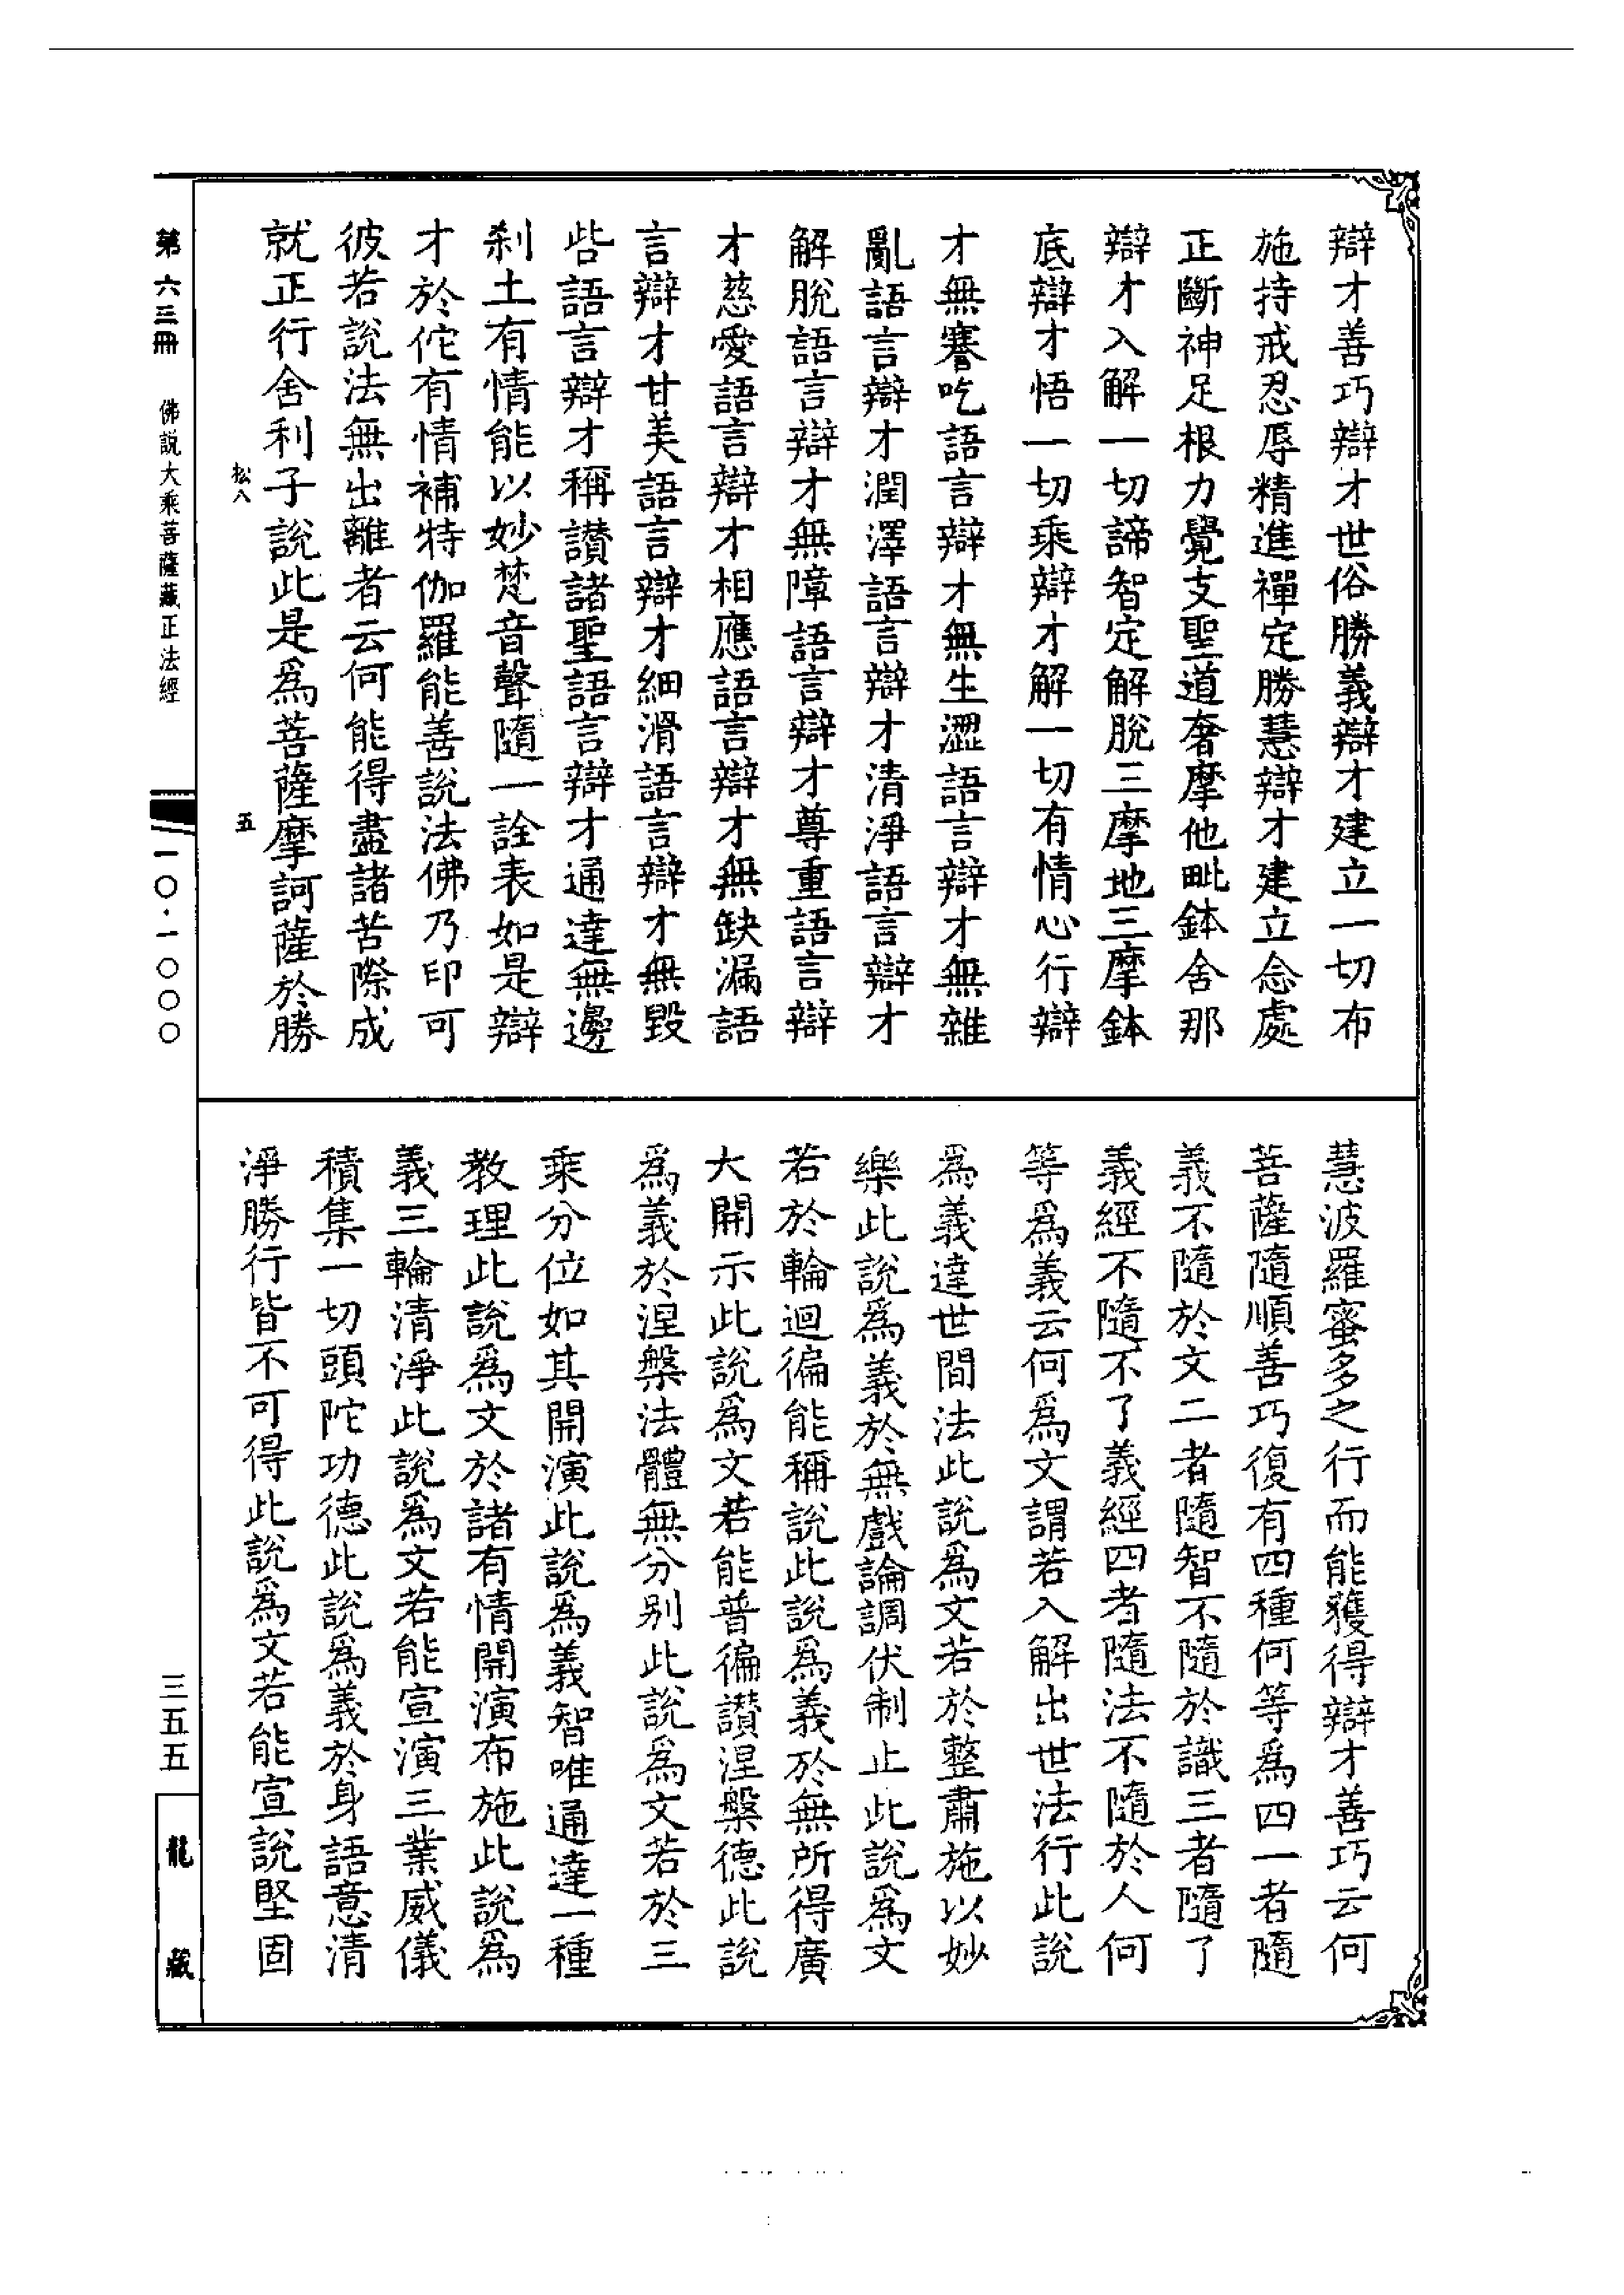 辯才善巧辯才世俗勝義辯才建立一切布
施持戒忍辱精進禪定勝慧辯才建立念處
正斷神足根力覺支聖道奢摩他毗鉢舍那
辯才入解一切諦智定解脫三摩地三摩鉢
底辯才悟一切乘辯才解一切有情心行辯
才無謇吃語言辯才無生澀語言辯才無雜
亂語言辯才潤澤語言辯才清淨語言辯才
解脫語言辯才無障語言辯才尊重語言辯
才慈愛語言辯才相應語言辯才無缺漏語
言辯才甘美語言辯才細滑語言辯才無毀
呰語言辯才稱讚諸聖語言辯才通達無邊
刹土有情能以妙梵音聲隨一詮表如是辯
才於佗有情補特伽羅能善說法佛乃印可
彼若說法無出離者云何能得盡諸苦際成
就正行舍利子說此是爲菩薩摩訶薩於勝
松八
五
慧波羅蜜多之行而能獲得辯才善巧云何
菩薩隨順善巧復有四種何等爲四一者隨
義不隨於文二者隨智不隨於識三者隨了
義經不隨不了義經四者隨法不隨於人何
等爲義云何爲文謂若入解出世法行此說
爲義達世間法此說爲文若於整肅施以妙
樂此說爲義於無戲論調伏制止此說爲文
若於輪迴徧能稱說此說爲義於無所得廣
大開示此說爲文若能普徧讚涅槃德此說
爲義於涅槃法體無分別此說爲文若於三
乘分位如其開演此說爲義智唯通達一種
教理此說爲文於諸有情開演布施此說爲
義三輪清淨此說爲文若能宣演三業威儀
積集一切頭陀功德此說爲義於身語意清
淨勝行皆不可得此說爲文若能宣說堅固
第六三冊
佛説大乘菩薩藏正法經
一〇·一〇〇〇
三五五
龍藏